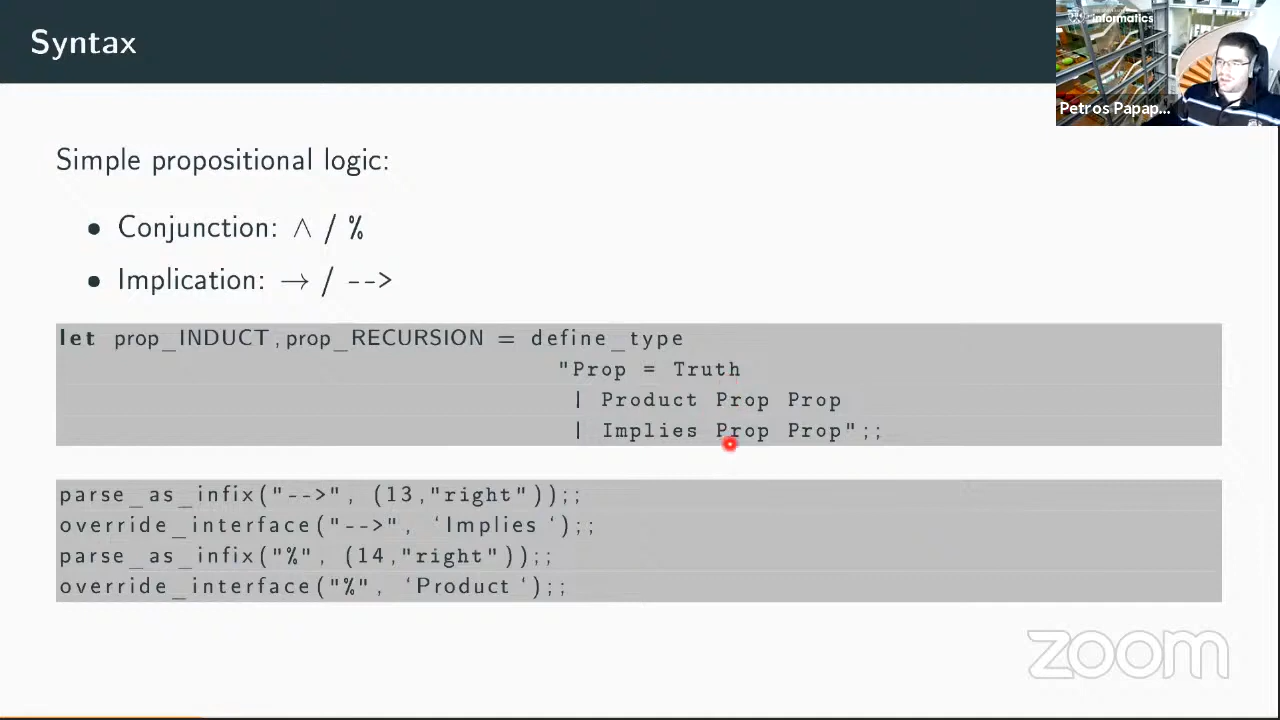 Syntax
informatics
Petros Papap...
Simple propositional logic:
• Conjunction: ∧ / %
• Implication: → / -->
let prop_INDUCT,prop_RECURSION = define_type
"Prop = Truth
| Product Prop Prop
| Implies Prop Prop";;
parse_as_infix("-->", (13,"right"));;
override_interface("-->", ‘Implies ‘);;
parse_as_infix("%", (14,"right"));;
override_interface("%", ‘Product ‘);;
zoom